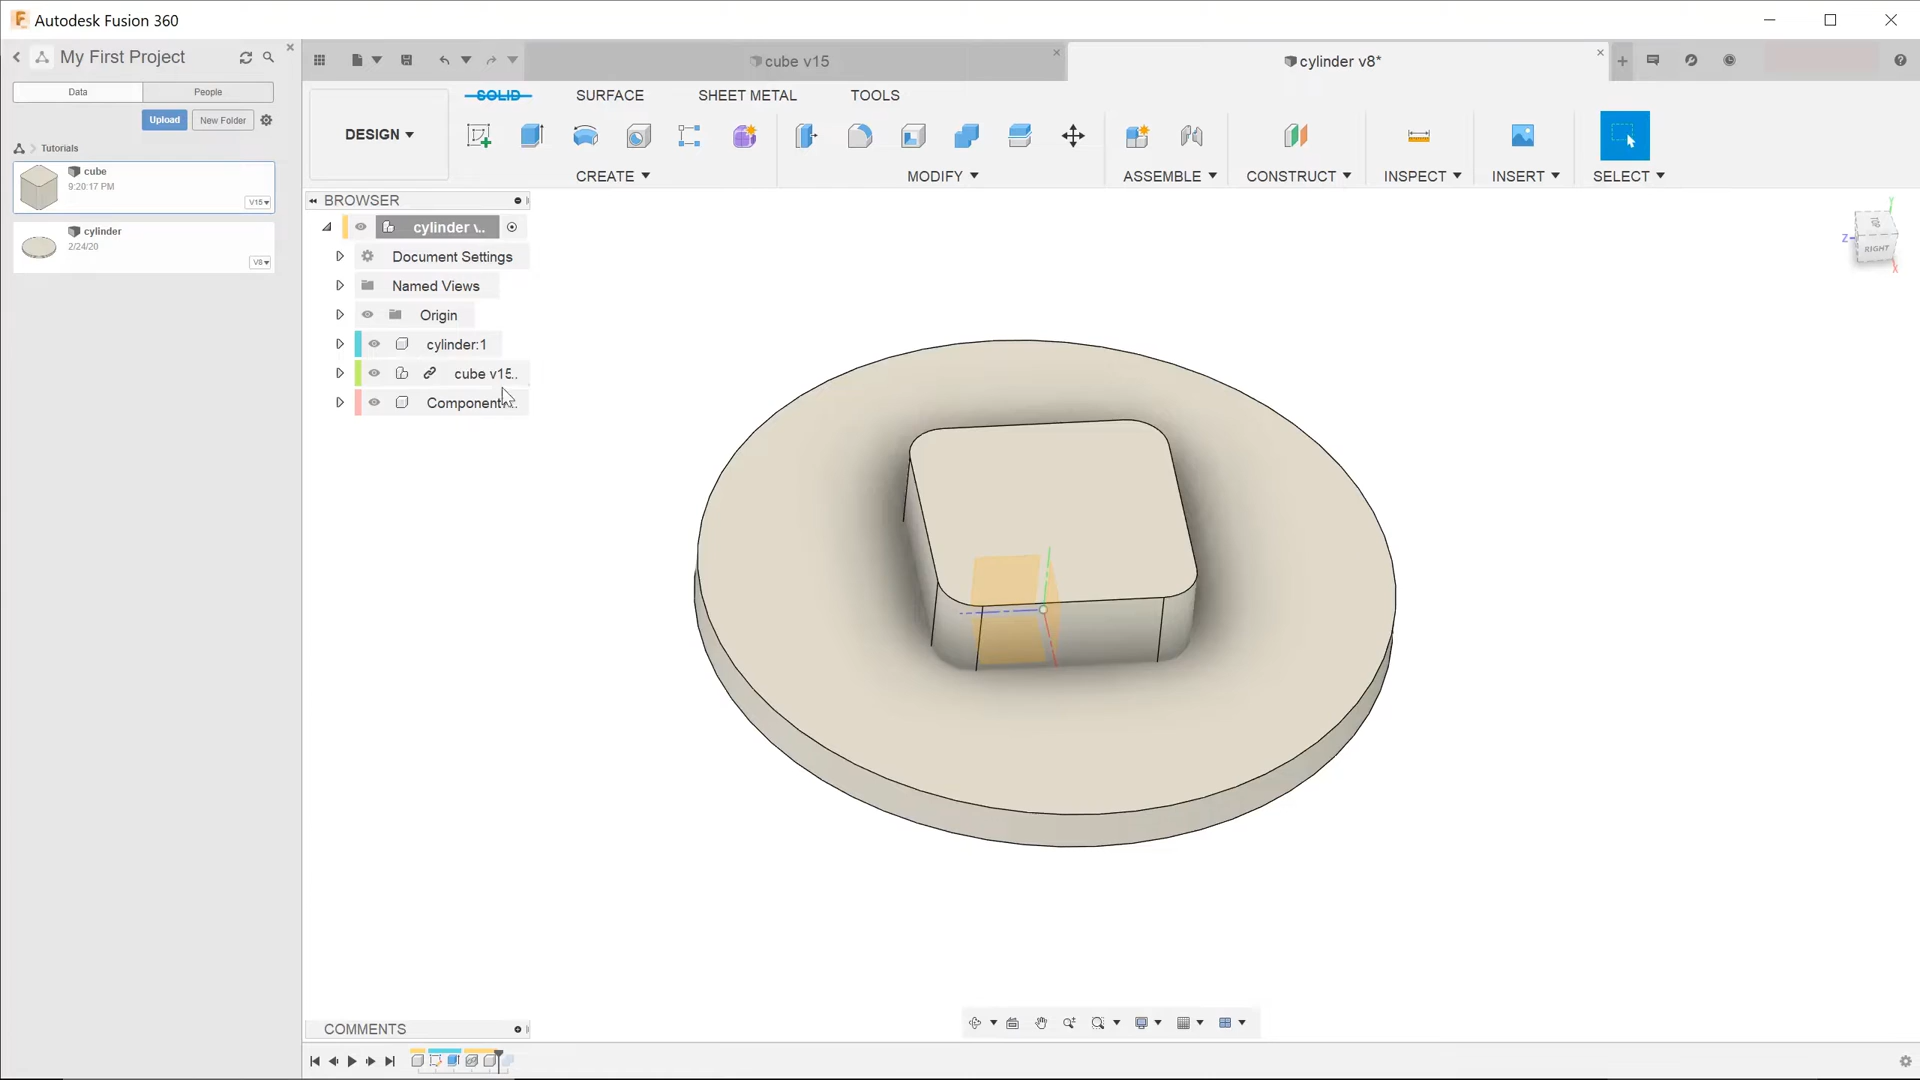 Autodesk Fusion 360
My First Project
Data
People
Upload
New Folder
Tutorials
cube
9:20:17 PM
V15
cylinder
2/24/20
V8
cube v15
cylinder v8*
SOLID
SURFACE
SHEET METAL
TOOLS
DESIGN
CREATE
MODIFY
ASSEMBLE
CONSTRUCT
INSPECT
INSERT
SELECT
BROWSER
cylinder v..
Document Settings
Named Views
Origin
cylinder:1
cube v15..
Component
TOP
RIGHT
Z
Y
X
COMMENTS